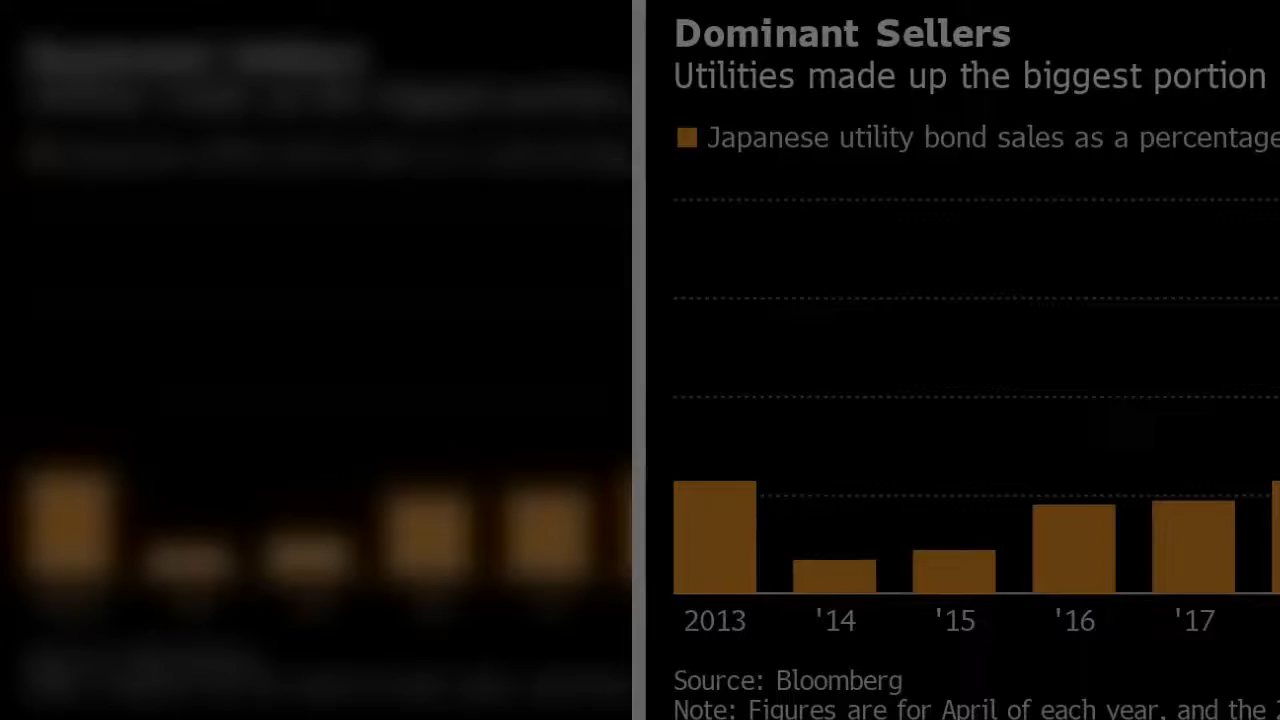 Dominant Sellers
Utilities made up the biggest portion
Japanese utility bond sales as a percentage
2013 '14 '15 '16 '17
Source: Bloomberg
Note: Figures are for April of each year, and the